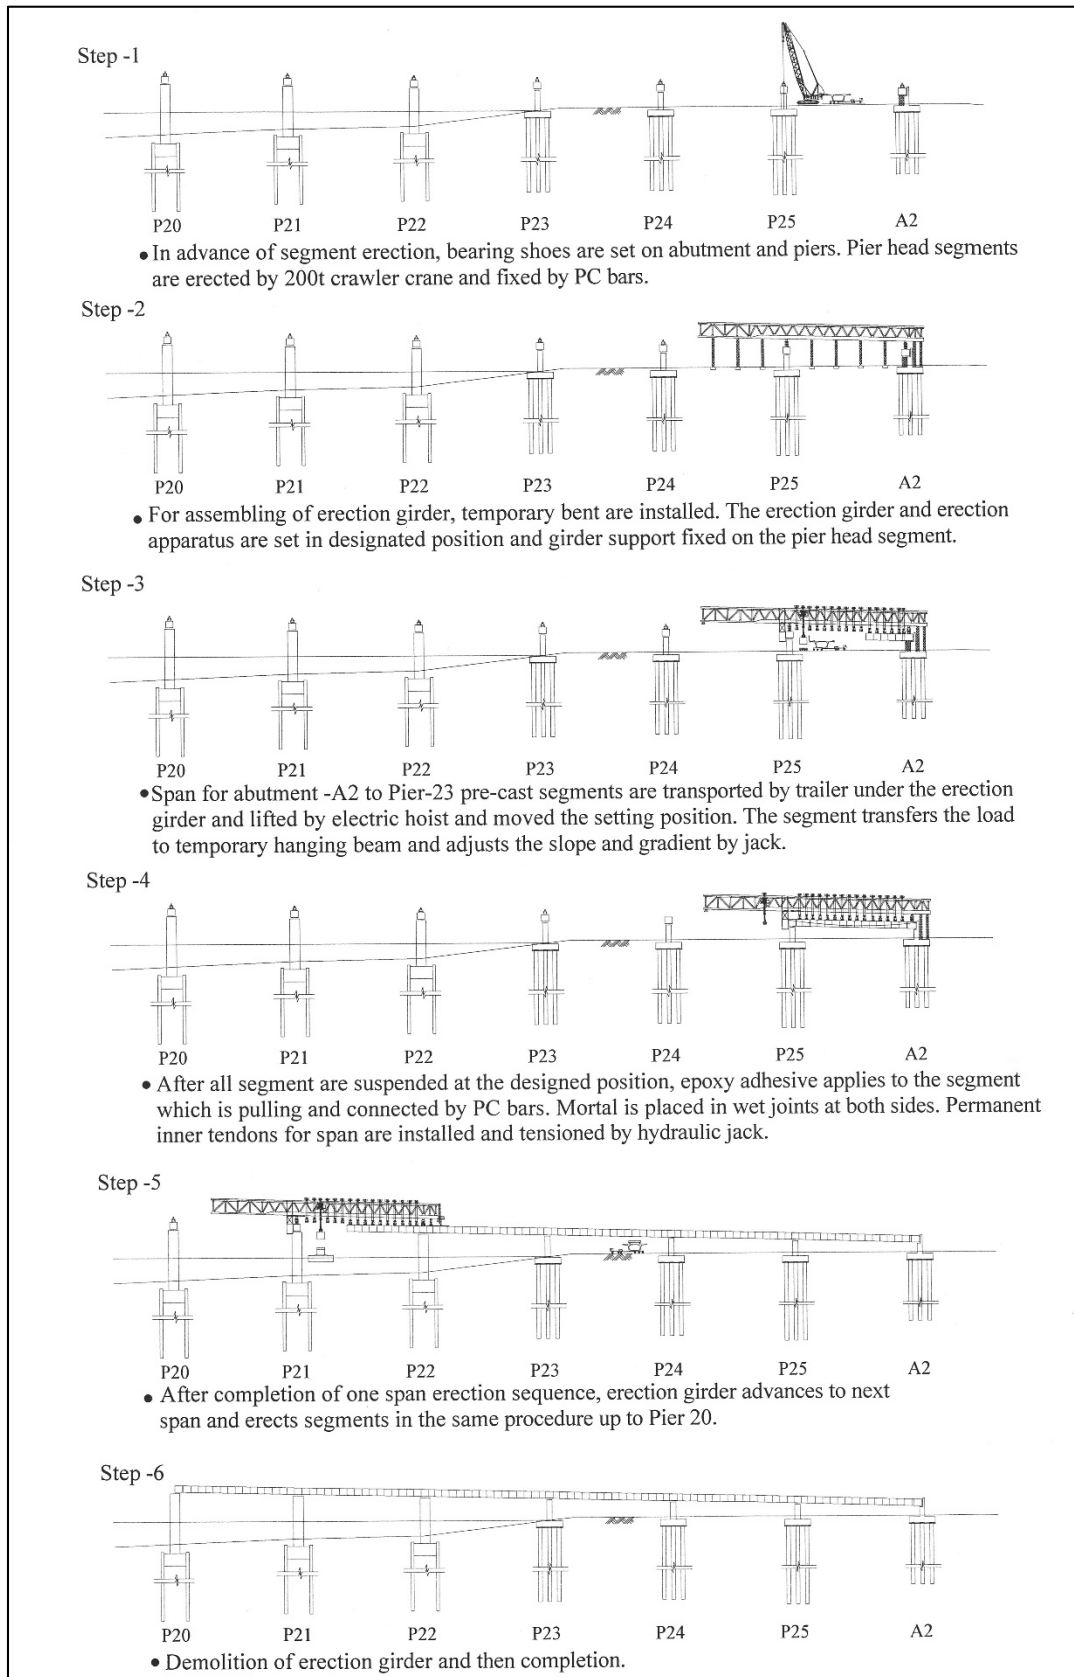 Step -1
P20 P21 P22 P23 P24 P25 A2
• In advance of segment erection, bearing shoes are set on abutment and piers. Pier head segments
are erected by 200t crawler crane and fixed by PC bars.
Step -2
P20 P21 P22 P23 P24 P25 A2
• For assembling of erection girder, temporary bent are installed. The erection girder and erection
apparatus are set in designated position and girder support fixed on the pier head segment.
Step -3
P20 P21 P22 P23 P24 P25 A2
• Span for abutment -A2 to Pier-23 pre-cast segments are transported by trailer under the erection
girder and lifted by electric hoist and moved the setting position. The segment transfers the load
to temporary hanging beam and adjusts the slope and gradient by jack.
Step -4
P20 P21 P22 P23 P24 P25 A2
• After all segment are suspended at the designed position, epoxy adhesive applies to the segment
which is pulling and connected by PC bars. Mortal is placed in wet joints at both sides. Permanent
inner tendons for span are installed and tensioned by hydraulic jack.
Step -5
P20 P21 P22 P23 P24 P25 A2
• After completion of one span erection sequence, erection girder advances to next
span and erects segments in the same procedure up to Pier 20.
Step -6
P20 P21 P22 P23 P24 P25 A2
• Demolition of erection girder and then completion.